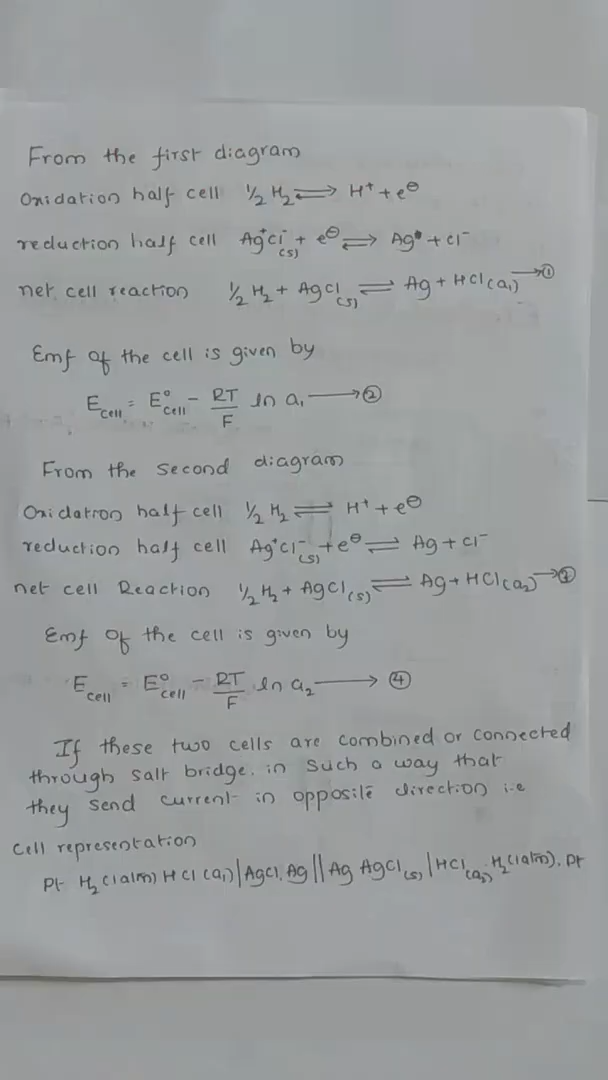 From the first diagram
Oxidation half cell ½ H₂ ⇌ H⁺ + e⊖
reduction half cell Ag⁺Cl⁻(s) + e⊖ ⇌ Ag + Cl⁻
net cell reaction ½ H₂ + AgCl(s) ⇌ Ag + HCl(a₁) → ①
Emf of the cell is given by
E cell = E° cell − RT/F ln a₁ → ②
From the second diagram
Oxidation half cell ½ H₂ ⇌ H⁺ + e⊖
reduction half cell Ag⁺Cl⁻(s) + e⊖ ⇌ Ag + Cl⁻
net cell Reaction ½ H₂ + AgCl(s) ⇌ Ag + HCl(a₂) →
Emf of the cell is given by
E cell = E° cell − RT/F ln a₂ → ④
If these two cells are combined or connected
through salt bridge. in such a way that
they send current in opposite direction i.e
cell representation
Pt H₂(1atm) HCl (a₁) | AgCl, Ag || Ag AgCl(s) | HCl(a₂) H₂(1atm). Pt